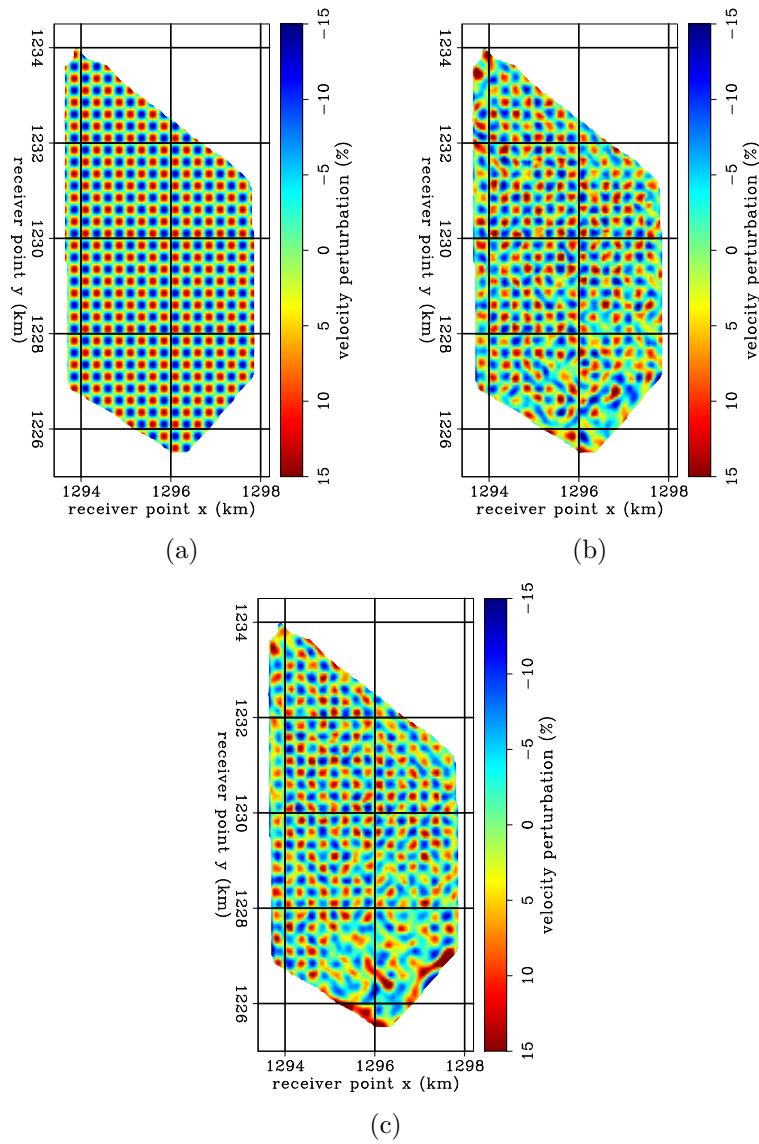 1234
1232
1230
1228
1226
receiver point y (km)
1294 1296 1298
receiver point x (km)
−15
−10
−5
0
5
10
15
velocity perturbation (%)
(a)
1234
1232
1230
1228
1226
receiver point y (km)
1294 1296 1298
receiver point x (km)
−15
−10
−5
0
5
10
15
velocity perturbation (%)
(b)
1234
1232
1230
1228
1226
receiver point y (km)
1294 1296 1298
receiver point x (km)
−15
−10
−5
0
5
10
15
velocity perturbation (%)
(c)